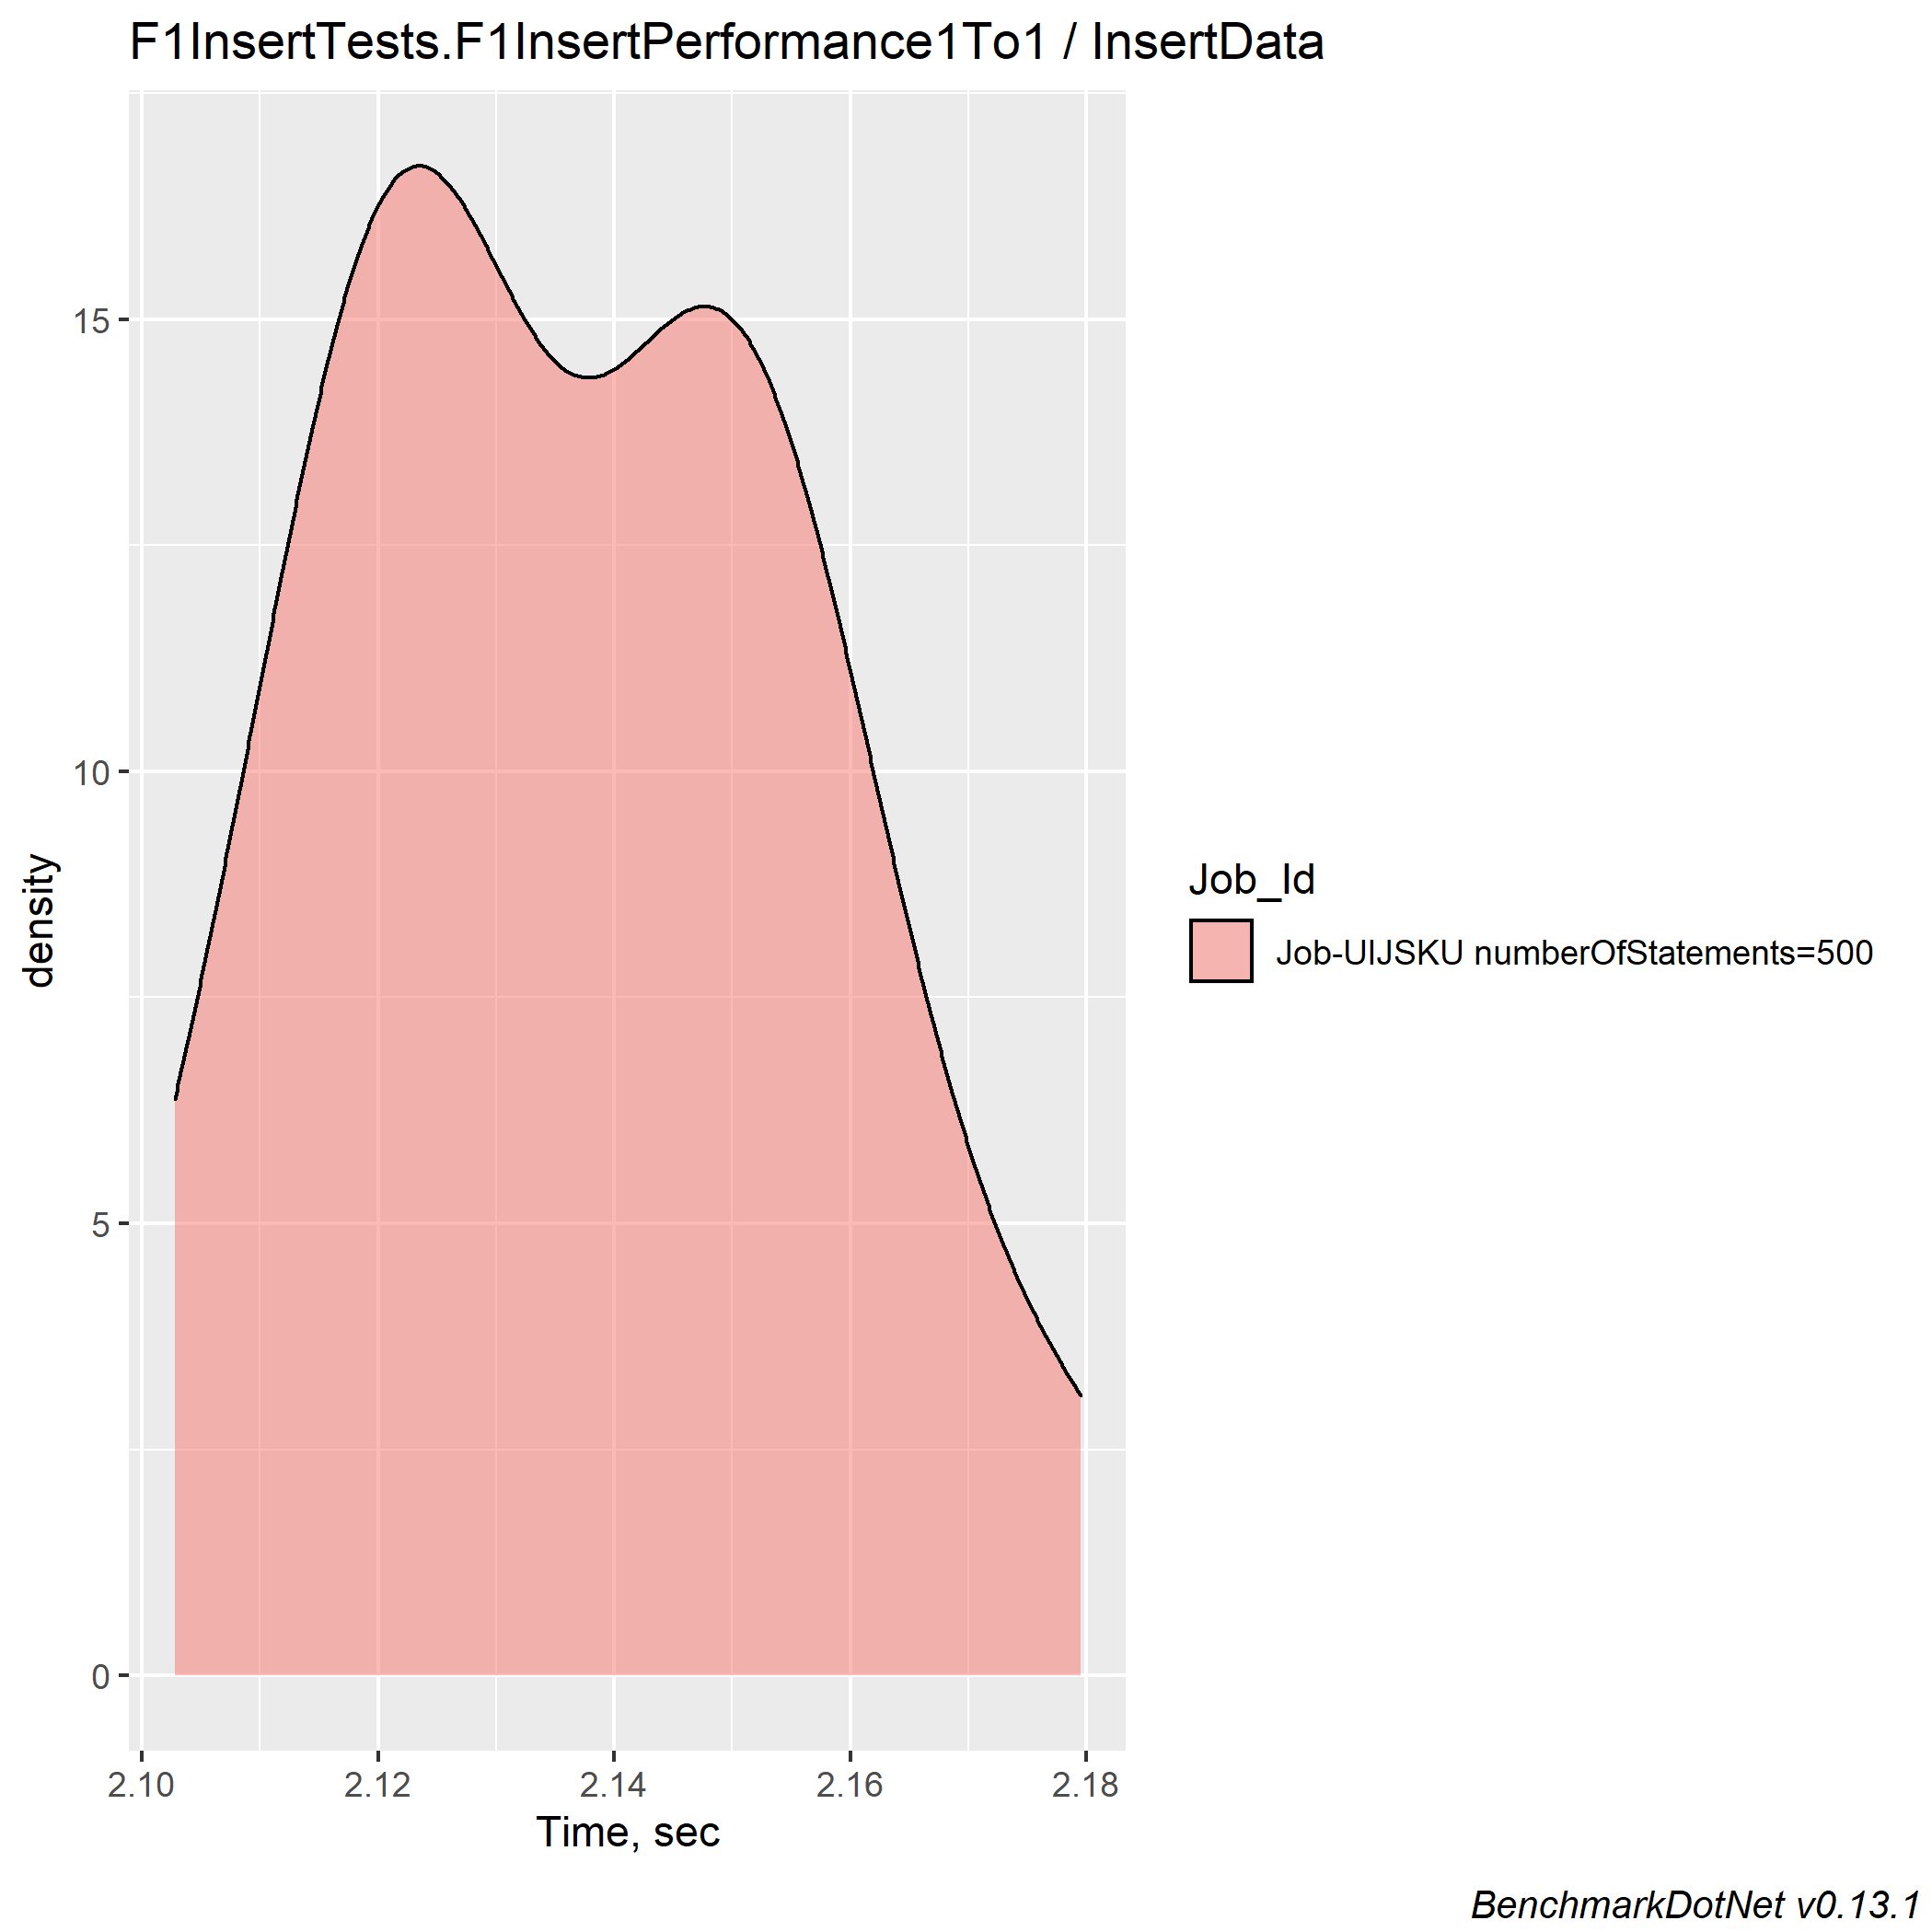 F1InsertTests.F1InsertPerformance1To1 / InsertData
15
10
5
0
density
2.10 2.12 2.14 2.16 2.18
Time, sec
Job_Id
Job-UIJSKU numberOfStatements=500
BenchmarkDotNet v0.13.1